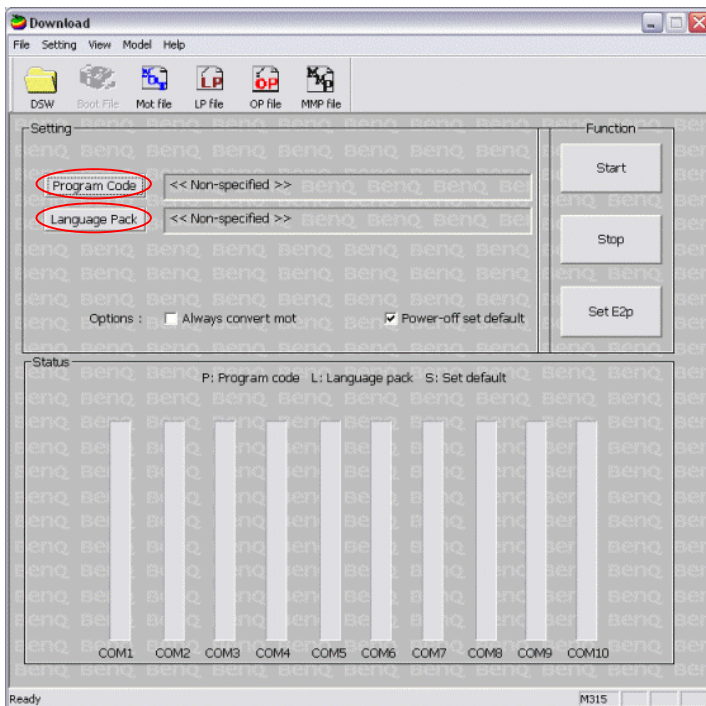 Download
File Setting View Model Help
DSW Boot File Mot file LP file OP file MMP file
Setting
Function
Program Code << Non-specified >>
Start
Language Pack << Non-specified >>
Stop
Options : Always convert mot Power-off set default
Set E2p
Status
P: Program code L: Language pack S: Set default
COM1 COM2 COM3 COM4 COM5 COM6 COM7 COM8 COM9 COM10
Ready M315